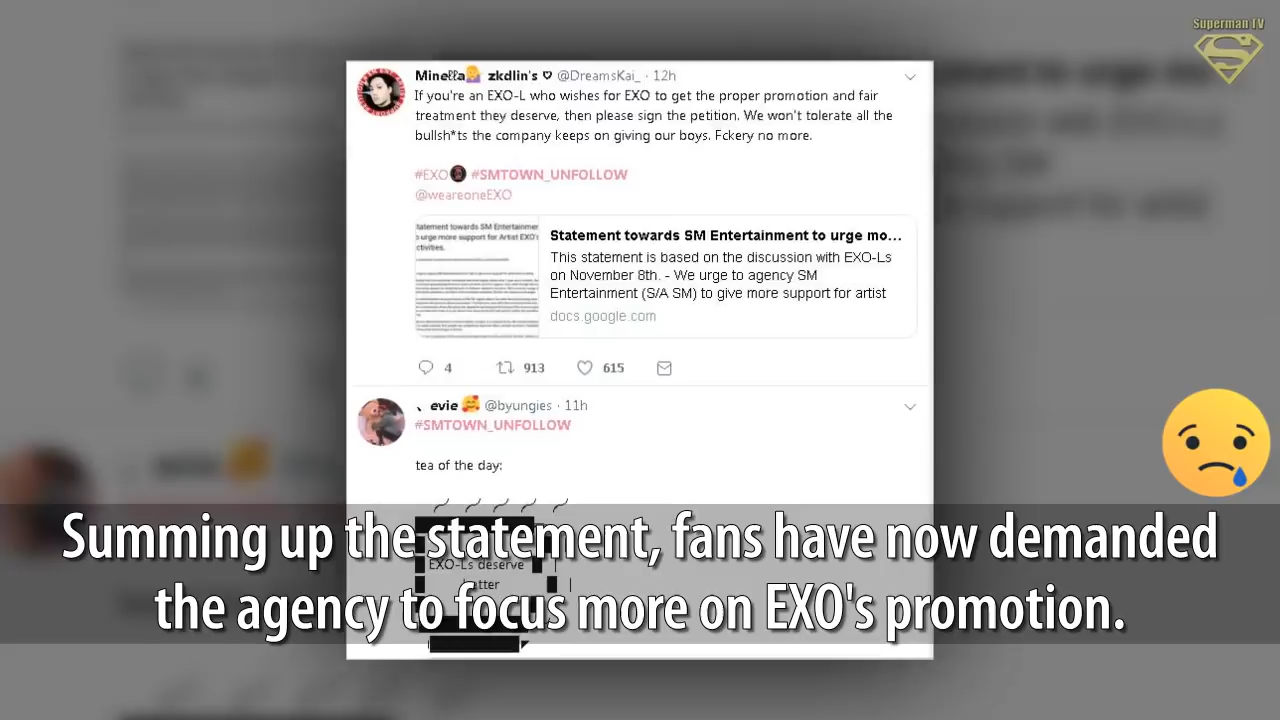 Superman TV
Mineℓℓa🤷 zkdlin's ♡ @DreamsKai_ · 12h
If you're an EXO-L who wishes for EXO to get the proper promotion and fair
treatment they deserve, then please sign the petition. We won't tolerate all the
bullsh*ts the company keeps on giving our boys. Fckery no more.
#EXO #SMTOWN_UNFOLLOW
@weareoneEXO
Statement towards SM Entertainment to urge mo...
This statement is based on the discussion with EXO-Ls
on November 8th. - We urge to agency SM
Entertainment (S/A SM) to give more support for
docs.google.com
4 913 615
、evie 🥰 @byungies · 11h
#SMTOWN_UNFOLLOW
tea of the day:
EXO-Ls deserve
Summing up the statement, fans have now demanded
the agency to focus more on EXO's promotion.